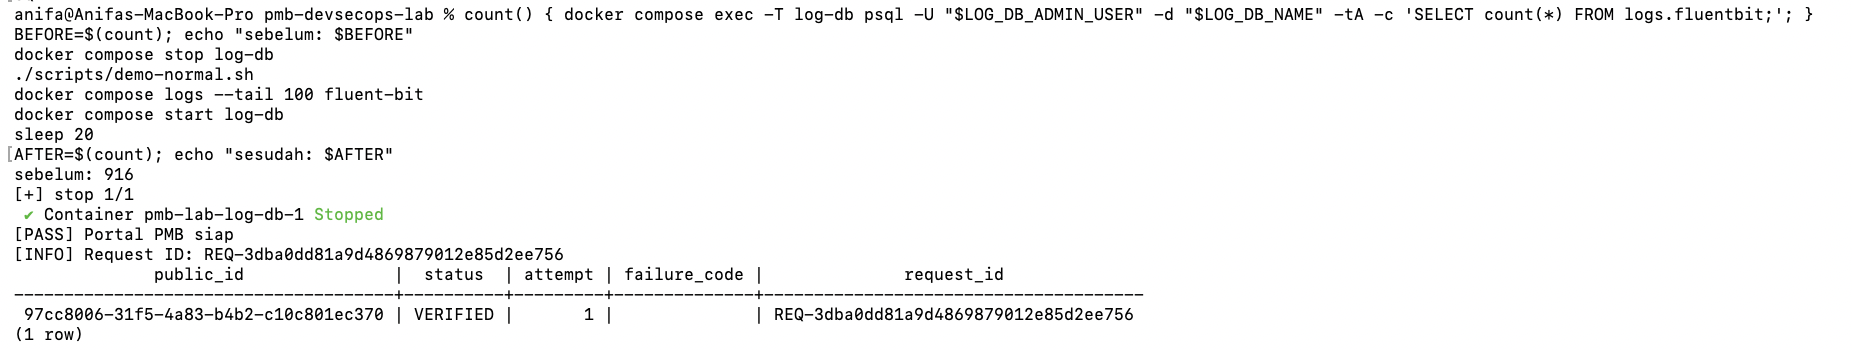 anifa@Anifas-MacBook-Pro pmb-devsecops-lab % count() { docker compose exec -T log-db psql -U "$LOG_DB_ADMIN_USER" -d "$LOG_DB_NAME" -tA -c 'SELECT count(*) FROM logs.fluentbit;'; }
BEFORE=$(count); echo "sebelum: $BEFORE"
docker compose stop log-db
./scripts/demo-normal.sh
docker compose logs --tail 100 fluent-bit
docker compose start log-db
sleep 20
[AFTER=$(count); echo "sesudah: $AFTER"
sebelum: 916
[+] stop 1/1
✔ Container pmb-lab-log-db-1 Stopped
[PASS] Portal PMB siap
[INFO] Request ID: REQ-3dba0dd81a9d4869879012e85d2ee756
public_id | status | attempt | failure_code | request_id
--------------------------------------+----------+---------+--------------+--------------------------------------
97cc8006-31f5-4a83-b4b2-c10c801ec370 | VERIFIED | 1 | | REQ-3dba0dd81a9d4869879012e85d2ee756
(1 row)